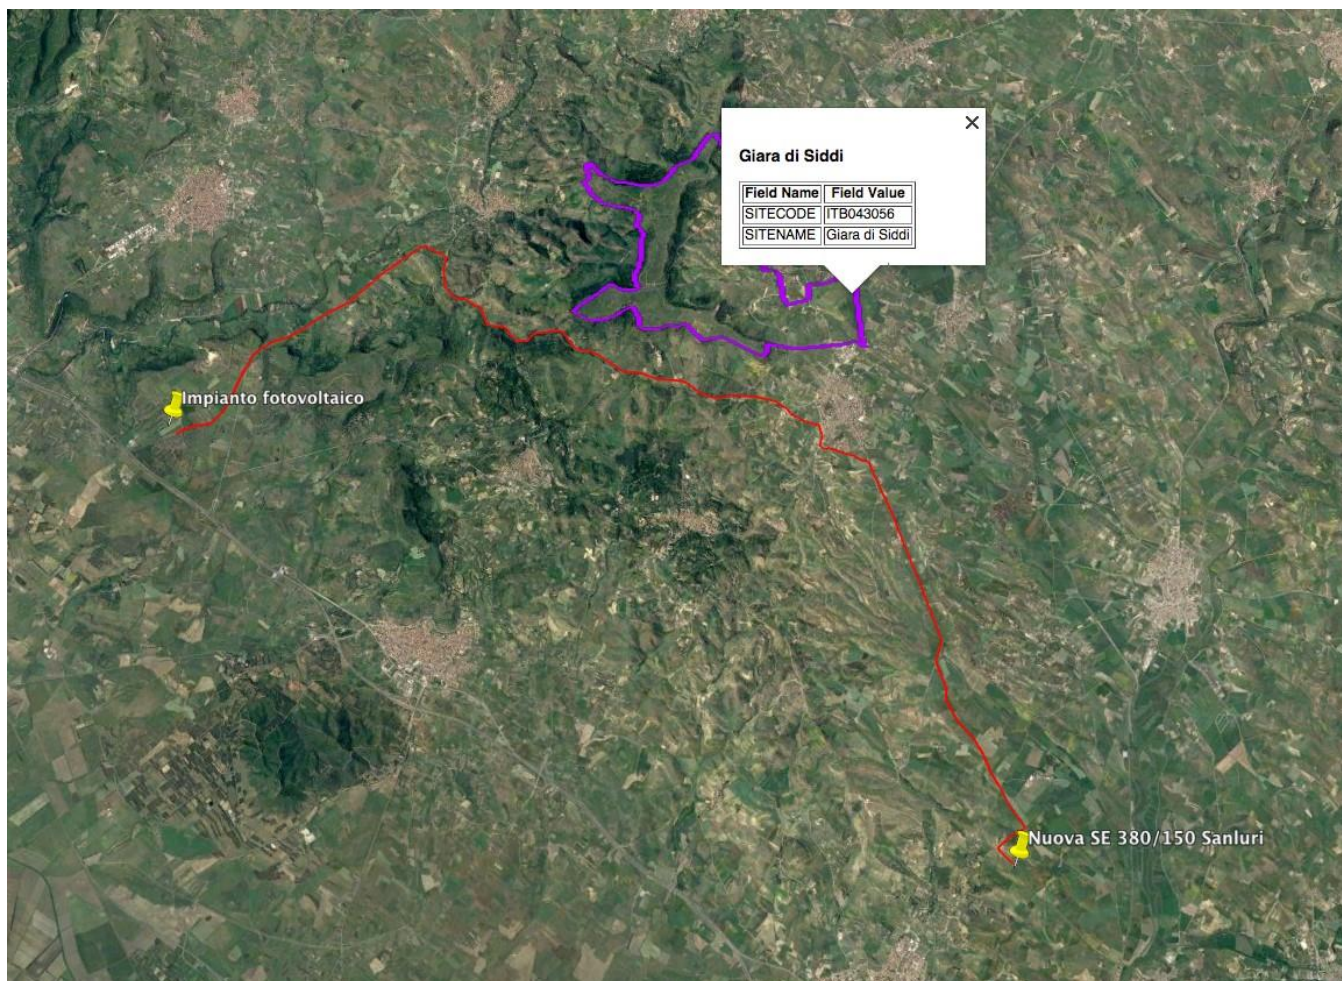 Giara di Siddi
Field Name Field Value
SITECODE ITB043056
SITENAME Giara di Siddi
Impianto fotovoltaico
Nuova SE 380/150 Sanluri